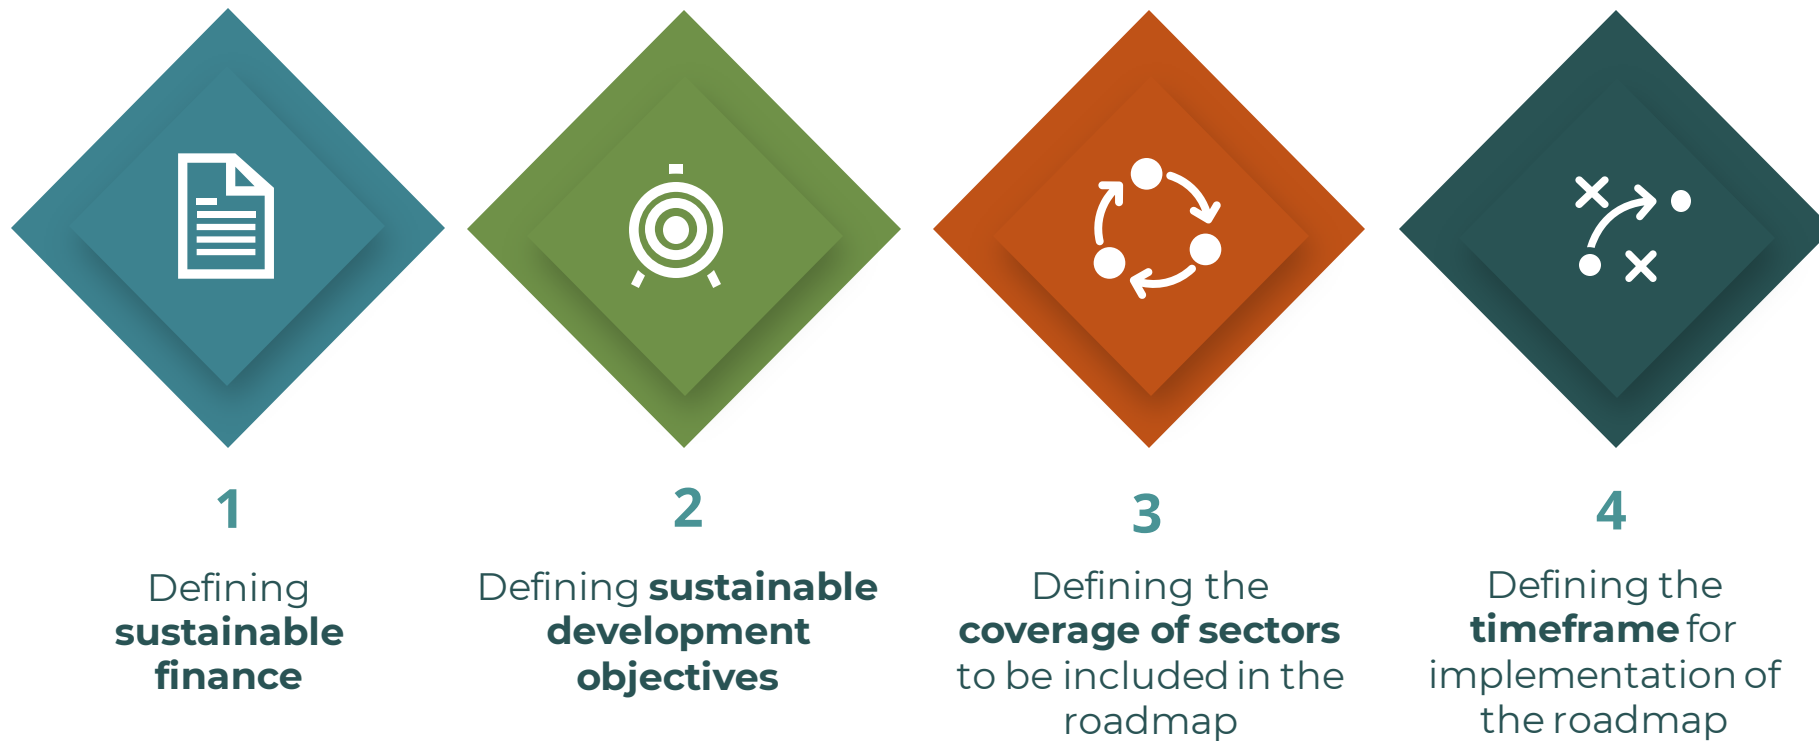 1
Defining
sustainable
finance
2
Defining sustainable
development
objectives
3
Defining the
coverage of sectors
to be included in the
roadmap
4
Defining the
timeframe for
implementation of
the roadmap